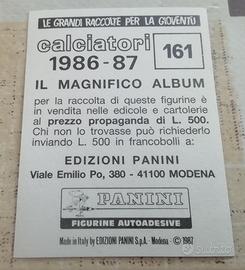 LE GRANDI RACCOLTE PER LA GIOVENTÙ
calciatori
1986-87
161
IL MAGNIFICO ALBUM
per la raccolta di queste figurine è
in vendita nelle edicole e cartolerie
al prezzo propaganda di L. 500.
Chi non lo trovasse può richiederlo
inviando L. 500 in francobolli a:
EDIZIONI PANINI
Viale Emilio Po, 380 - 41100 MODENA
PANINI
FIGURINE AUTOADESIVE
Made in Italy by EDIZIONI PANINI S.p.A. - Modena - © 1987
subito